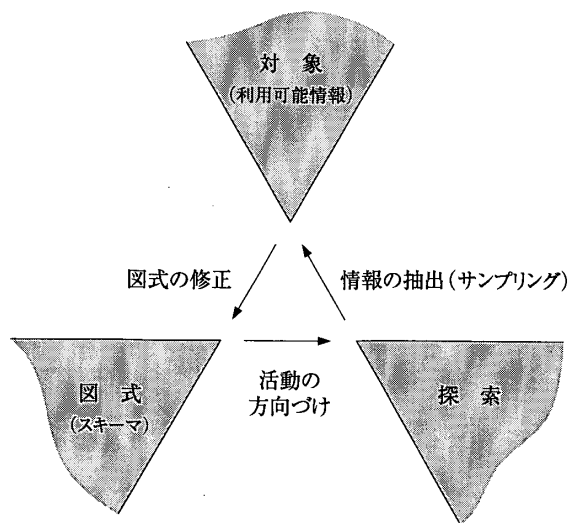 対象
(利用可能情報)
図式の修正
情報の抽出(サンプリング)
図式
(スキーマ)
活動の
方向づけ
探索